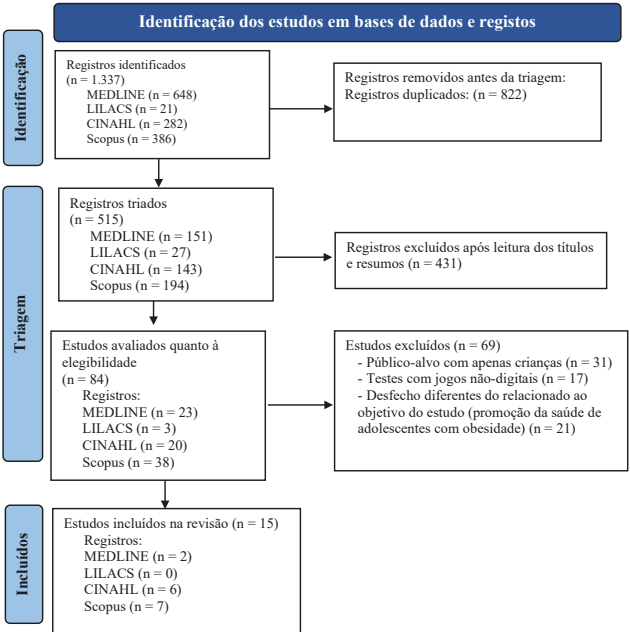 Identificação dos estudos em bases de dados e registos
Identificação
Registros identificados
(n = 1.337)
MEDLINE (n = 648)
LILACS (n = 21)
CINAHL (n = 282)
Scopus (n = 386)
Registros removidos antes da triagem:
Registros duplicados: (n = 822)
Triagem
Registros triados
(n = 515)
MEDLINE (n = 151)
LILACS (n = 27)
CINAHL (n = 143)
Scopus (n = 194)
Registros excluídos após leitura dos títulos
e resumos (n = 431)
Estudos avaliados quanto à
elegibilidade
(n = 84)
Registros:
MEDLINE (n = 23)
LILACS (n = 3)
CINAHL (n = 20)
Scopus (n = 38)
Estudos excluídos (n = 69)
- Público-alvo com apenas crianças (n = 31)
- Testes com jogos não-digitais (n = 17)
- Desfecho diferentes do relacionado ao
objetivo do estudo (promoção da saúde de
adolescentes com obesidade) (n = 21)
Incluídos
Estudos incluídos na revisão (n = 15)
Registros:
MEDLINE (n = 2)
LILACS (n = 0)
CINAHL (n = 6)
Scopus (n = 7)